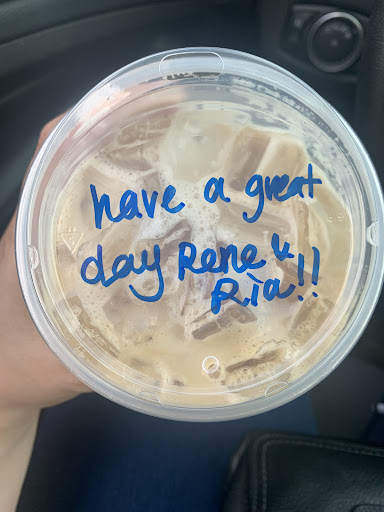 have a great
day Rene &
Ria!!